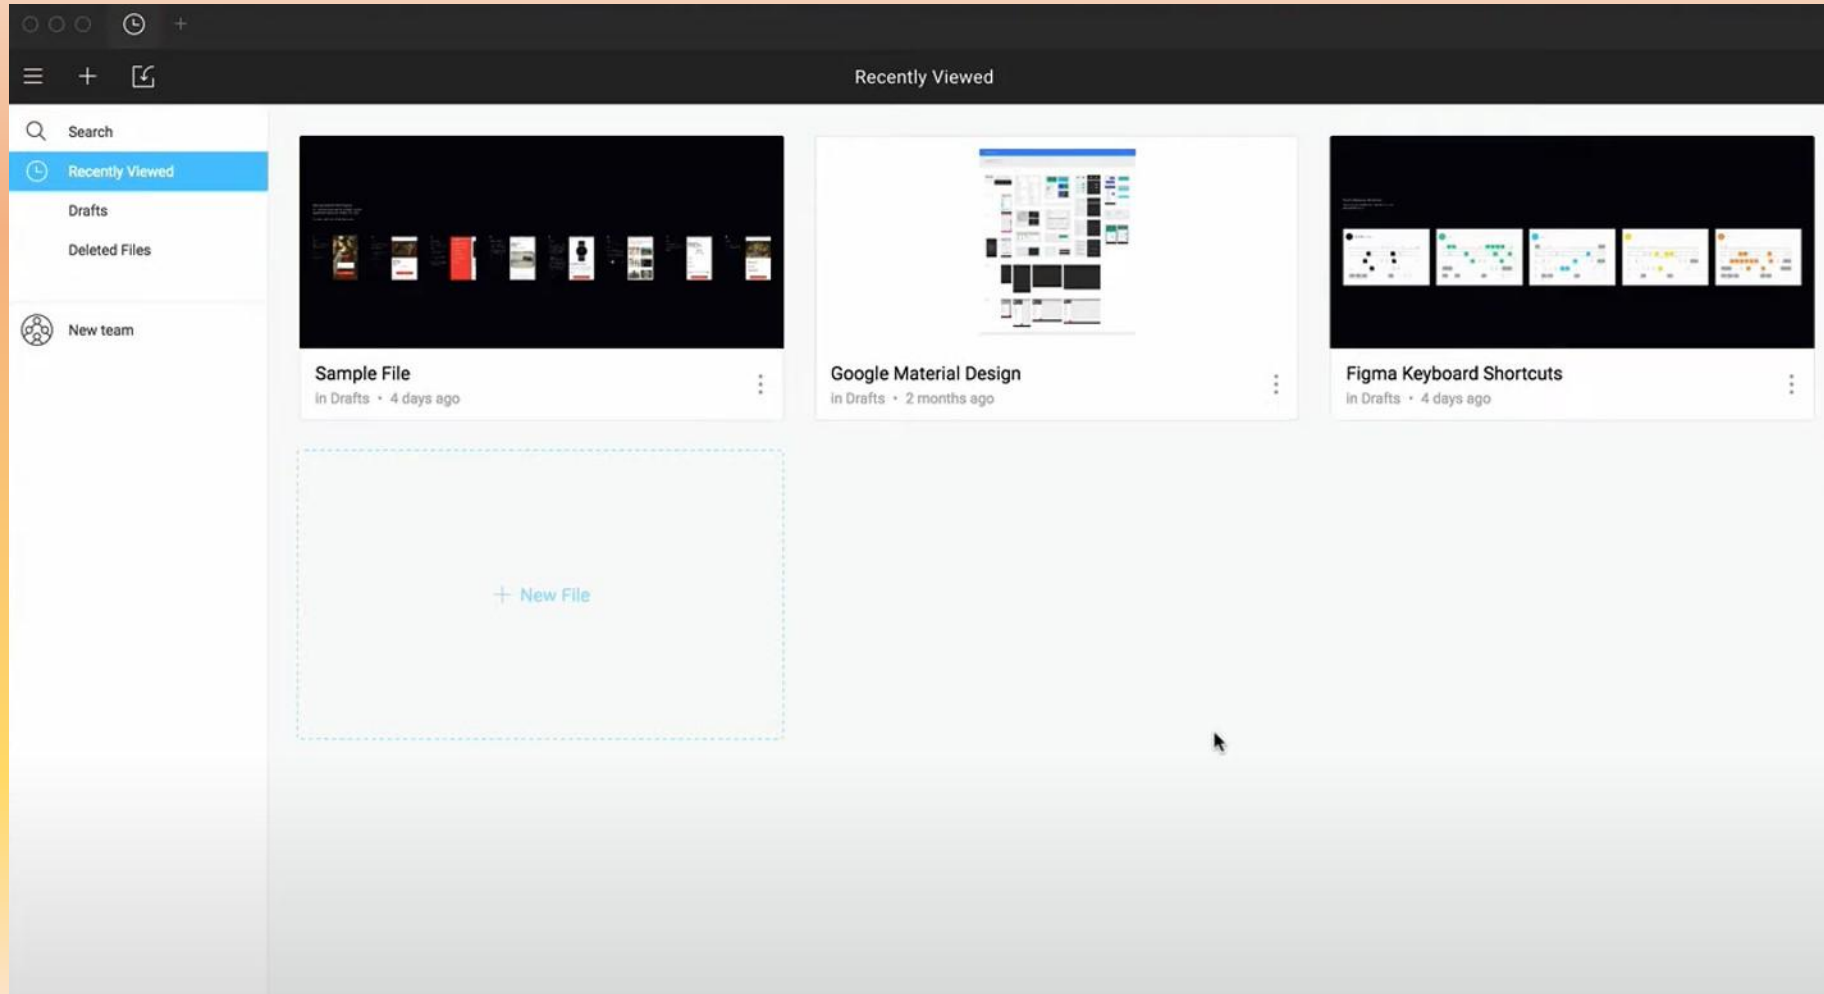 Recently Viewed
Search
Recently Viewed
Drafts
Deleted Files
New team
Sample File
in Drafts • 4 days ago
Google Material Design
in Drafts • 2 months ago
Figma Keyboard Shortcuts
in Drafts • 4 days ago
+ New File